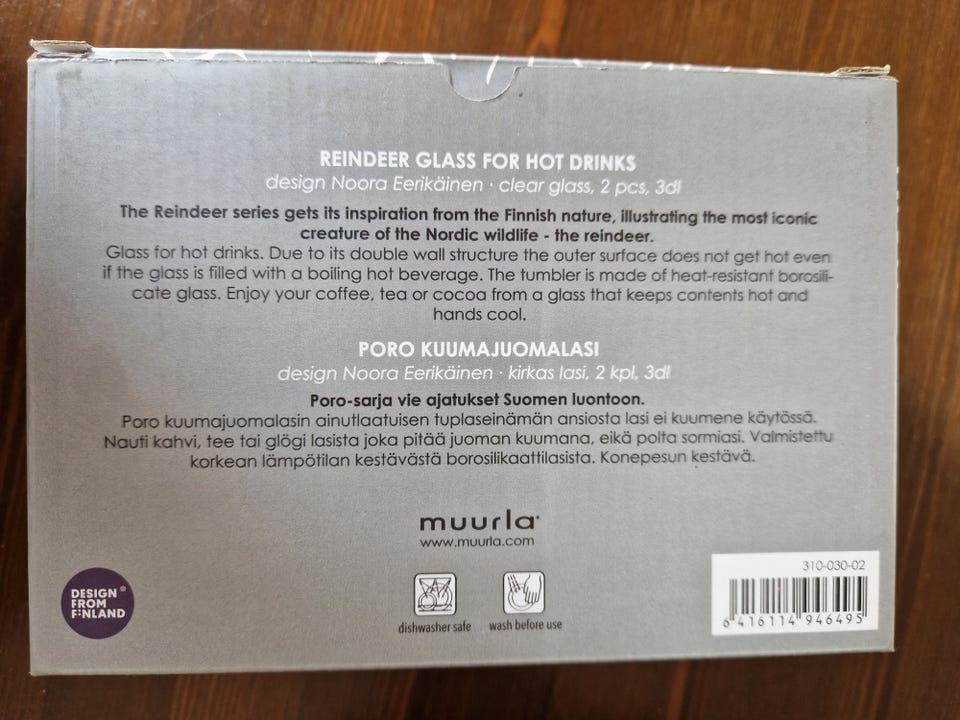 REINDEER GLASS FOR HOT DRINKS
design Noora Eerikäinen · clear glass, 2 pcs, 3dl
The Reindeer series gets its inspiration from the Finnish nature, illustrating the most iconic
creature of the Nordic wildlife - the reindeer.
Glass for hot drinks. Due to its double wall structure the outer surface does not get hot even
if the glass is filled with a boiling hot beverage. The tumbler is made of heat-resistant borosili-
cate glass. Enjoy your coffee, tea or cocoa from a glass that keeps contents hot and
hands cool.
PORO KUUMAJUOMALASI
design Noora Eerikäinen · kirkas lasi, 2 kpl, 3dl
Poro-sarja vie ajatukset Suomen luontoon.
Poro kuumajuomalasin ainutlaatuisen tuplaseinämän ansiosta lasi ei kuumene käytössä.
Nauti kahvi, tee tai glögi lasista joka pitää juoman kuumana, eikä polta sormiasi. Valmistettu
korkean lämpötilan kestävästä borosilikaattilasista. Konepesun kestävä.
muurla®
www.muurla.com
DESIGN ®
FROM
FINLAND
dishwasher safe
wash before use
310-030-02
6 416114 946495